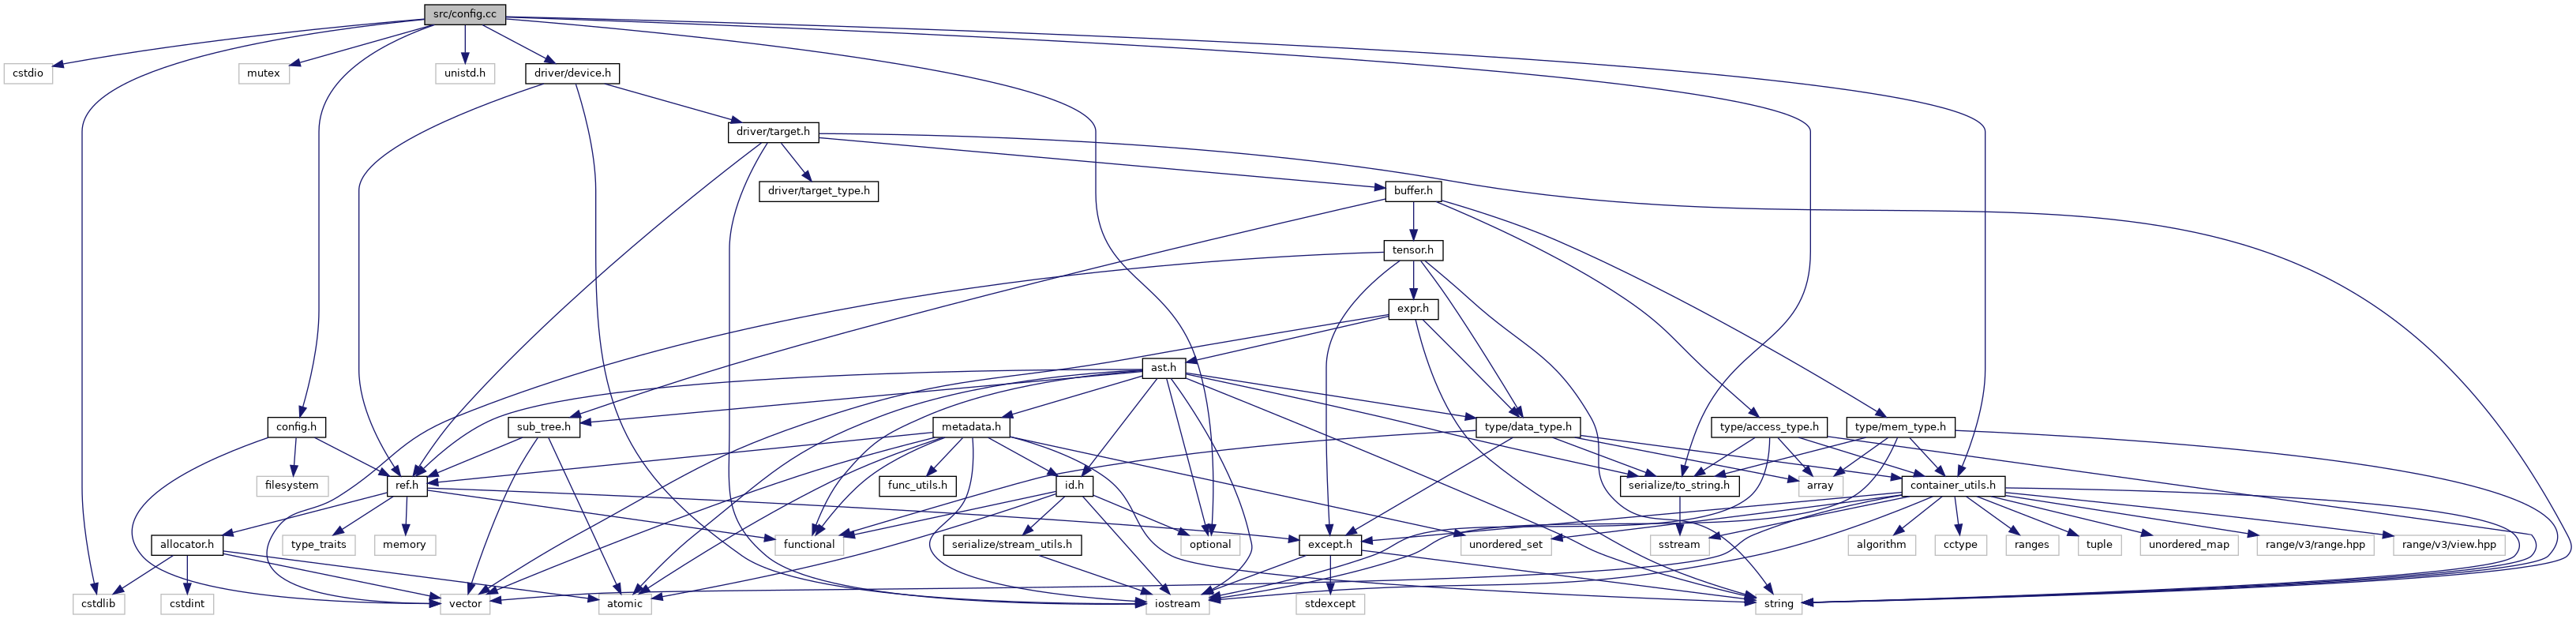 src/config.cc
cstdio
mutex
unistd.h
driver/device.h
driver/target.h
driver/target_type.h
buffer.h
tensor.h
expr.h
ast.h
config.h
sub_tree.h
metadata.h
type/data_type.h
type/access_type.h
type/mem_type.h
filesystem
ref.h
func_utils.h
id.h
serialize/to_string.h
array
container_utils.h
allocator.h
type_traits
memory
functional
serialize/stream_utils.h
optional
except.h
unordered_set
sstream
algorithm
cctype
ranges
tuple
unordered_map
range/v3/range.hpp
range/v3/view.hpp
cstdlib
cstdint
vector
atomic
iostream
stdexcept
string